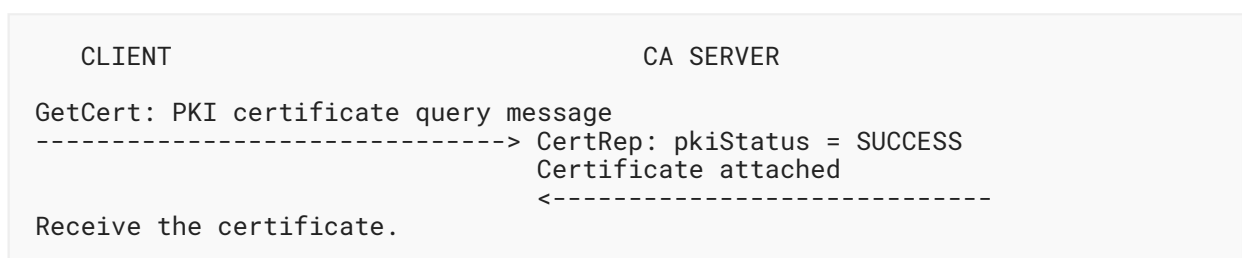 CLIENT CA SERVER
GetCert: PKI certificate query message
-------------------------------> CertRep: pkiStatus = SUCCESS
Certificate attached
<-----------------------------
Receive the certificate.